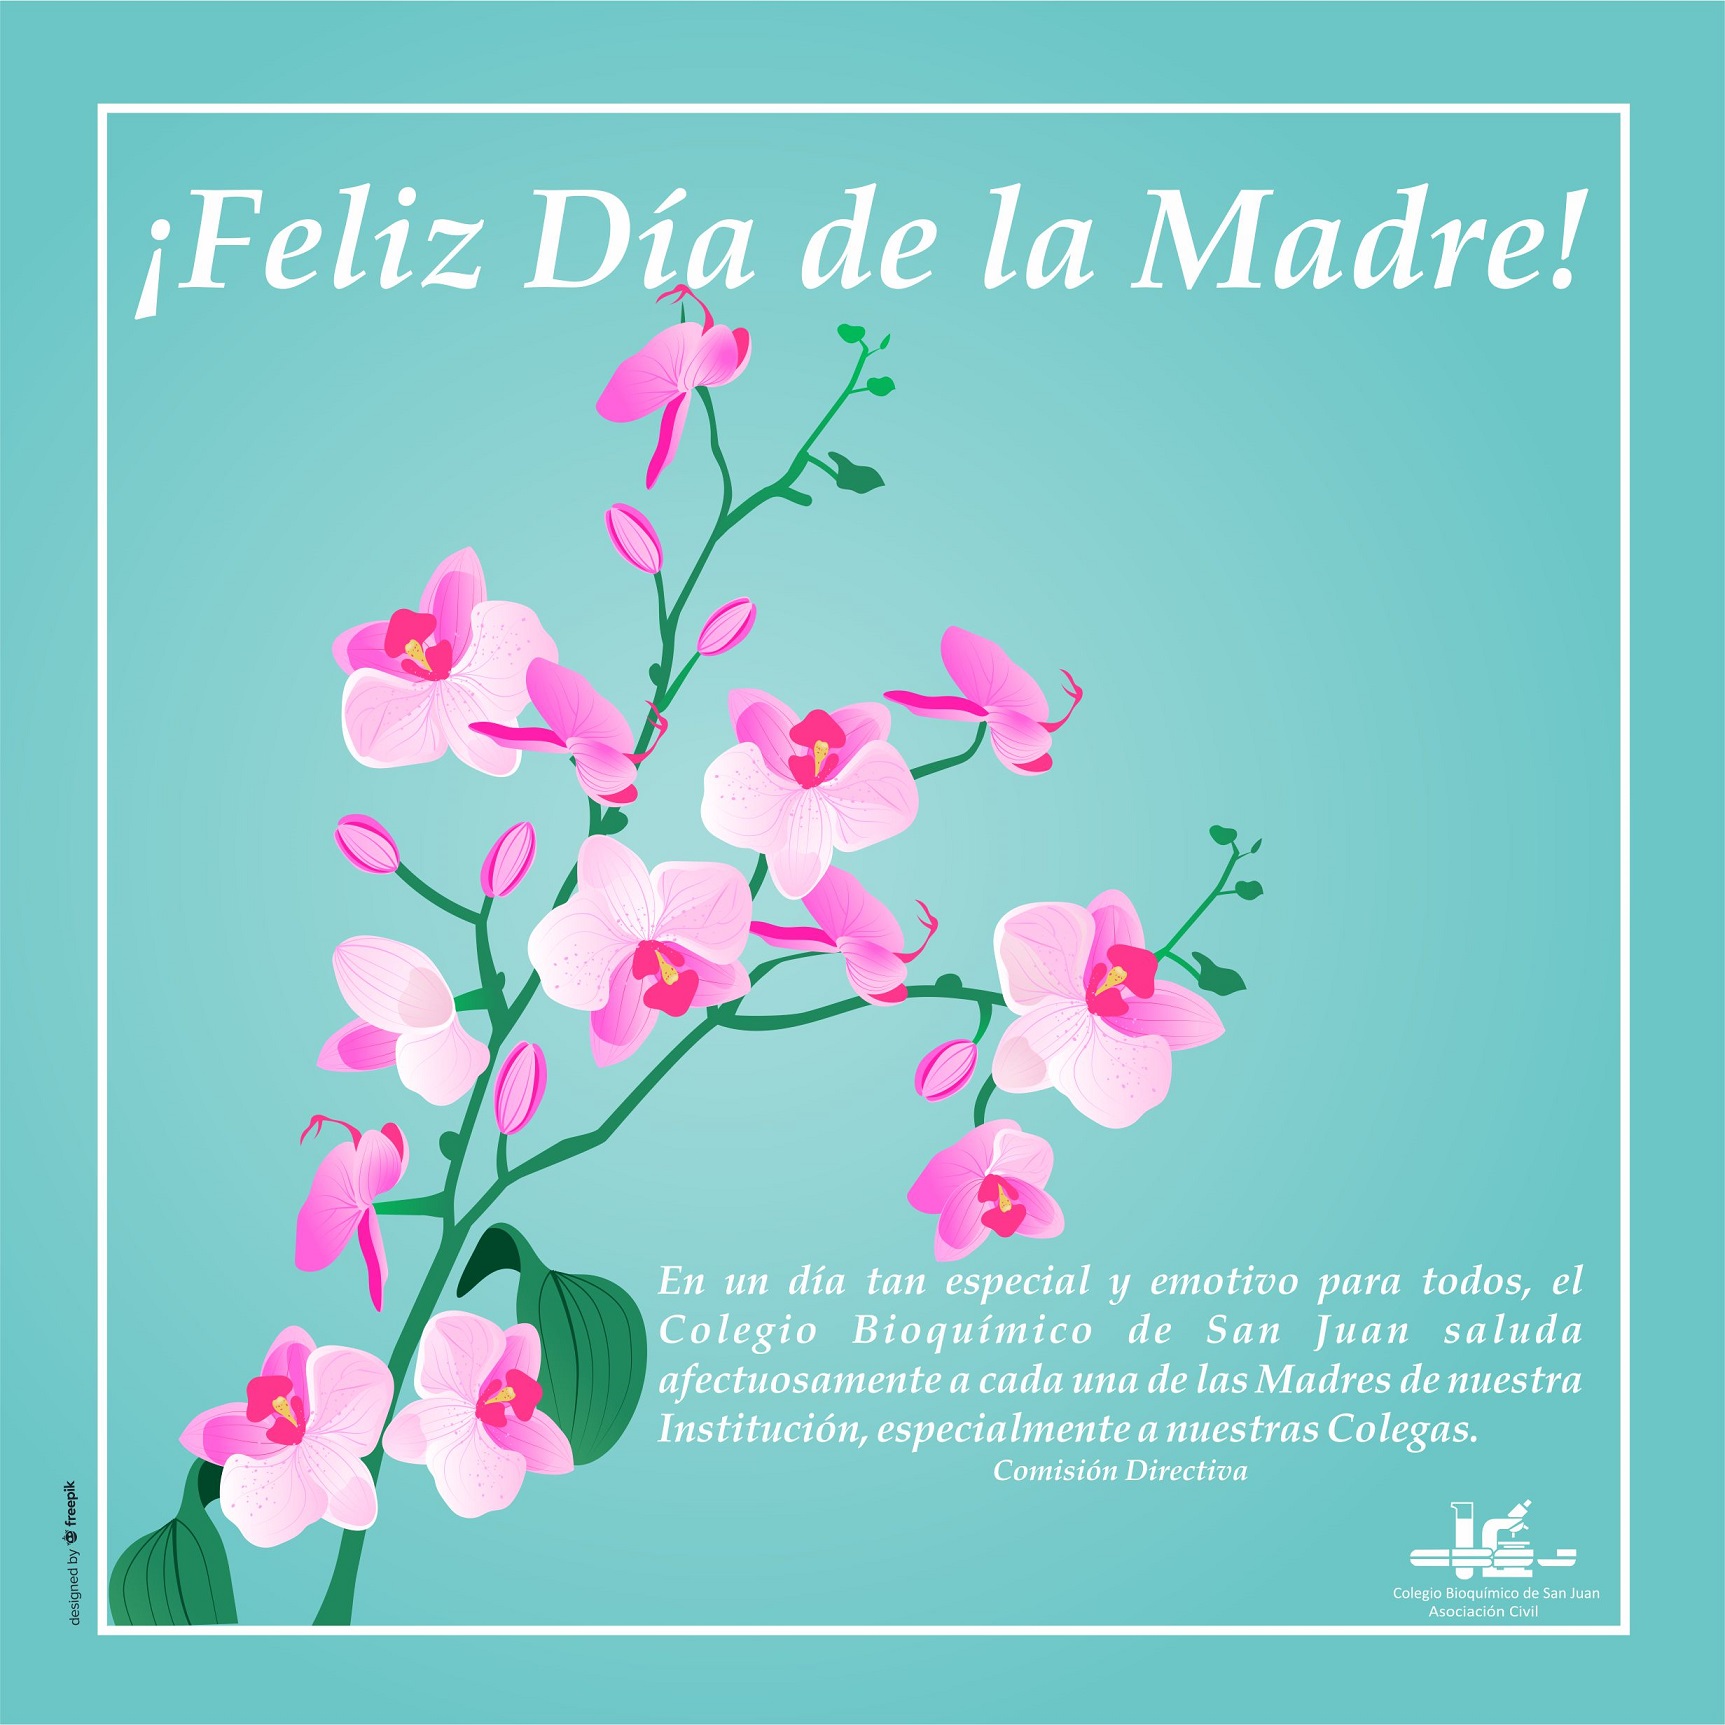 ¡Feliz Día de la Madre!
En un día tan especial y emotivo para todos, el
Colegio Bioquímico de San Juan saluda
afectuosamente a cada una de las Madres de nuestra
Institución, especialmente a nuestras Colegas.
Comisión Directiva
Colegio Bioquímico de San Juan
Asociación Civil
designed by freepik